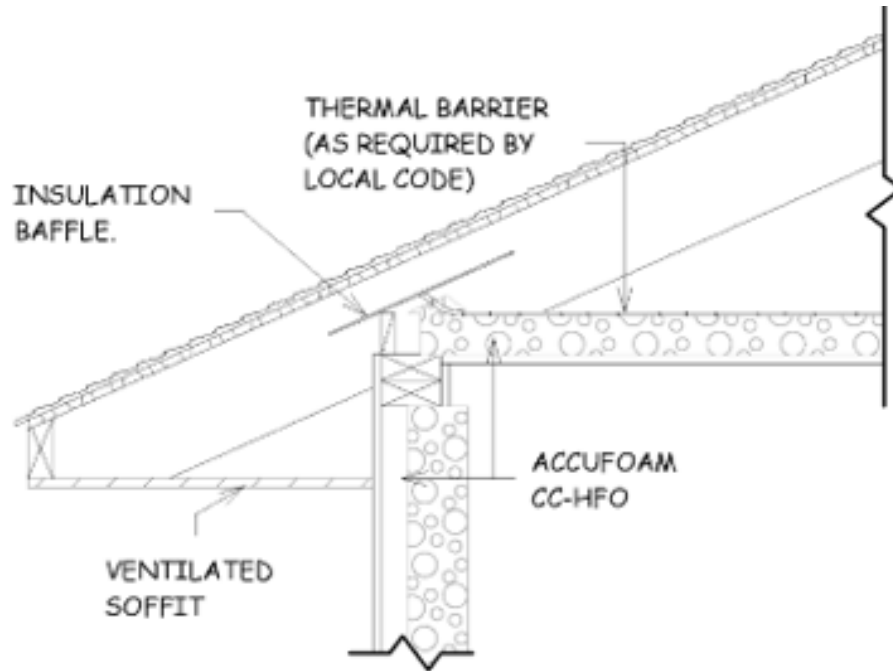 THERMAL BARRIER
(AS REQUIRED BY
LOCAL CODE)
INSULATION
BAFFLE.
ACCUFOAM
CC-HFO
VENTILATED
SOFFIT